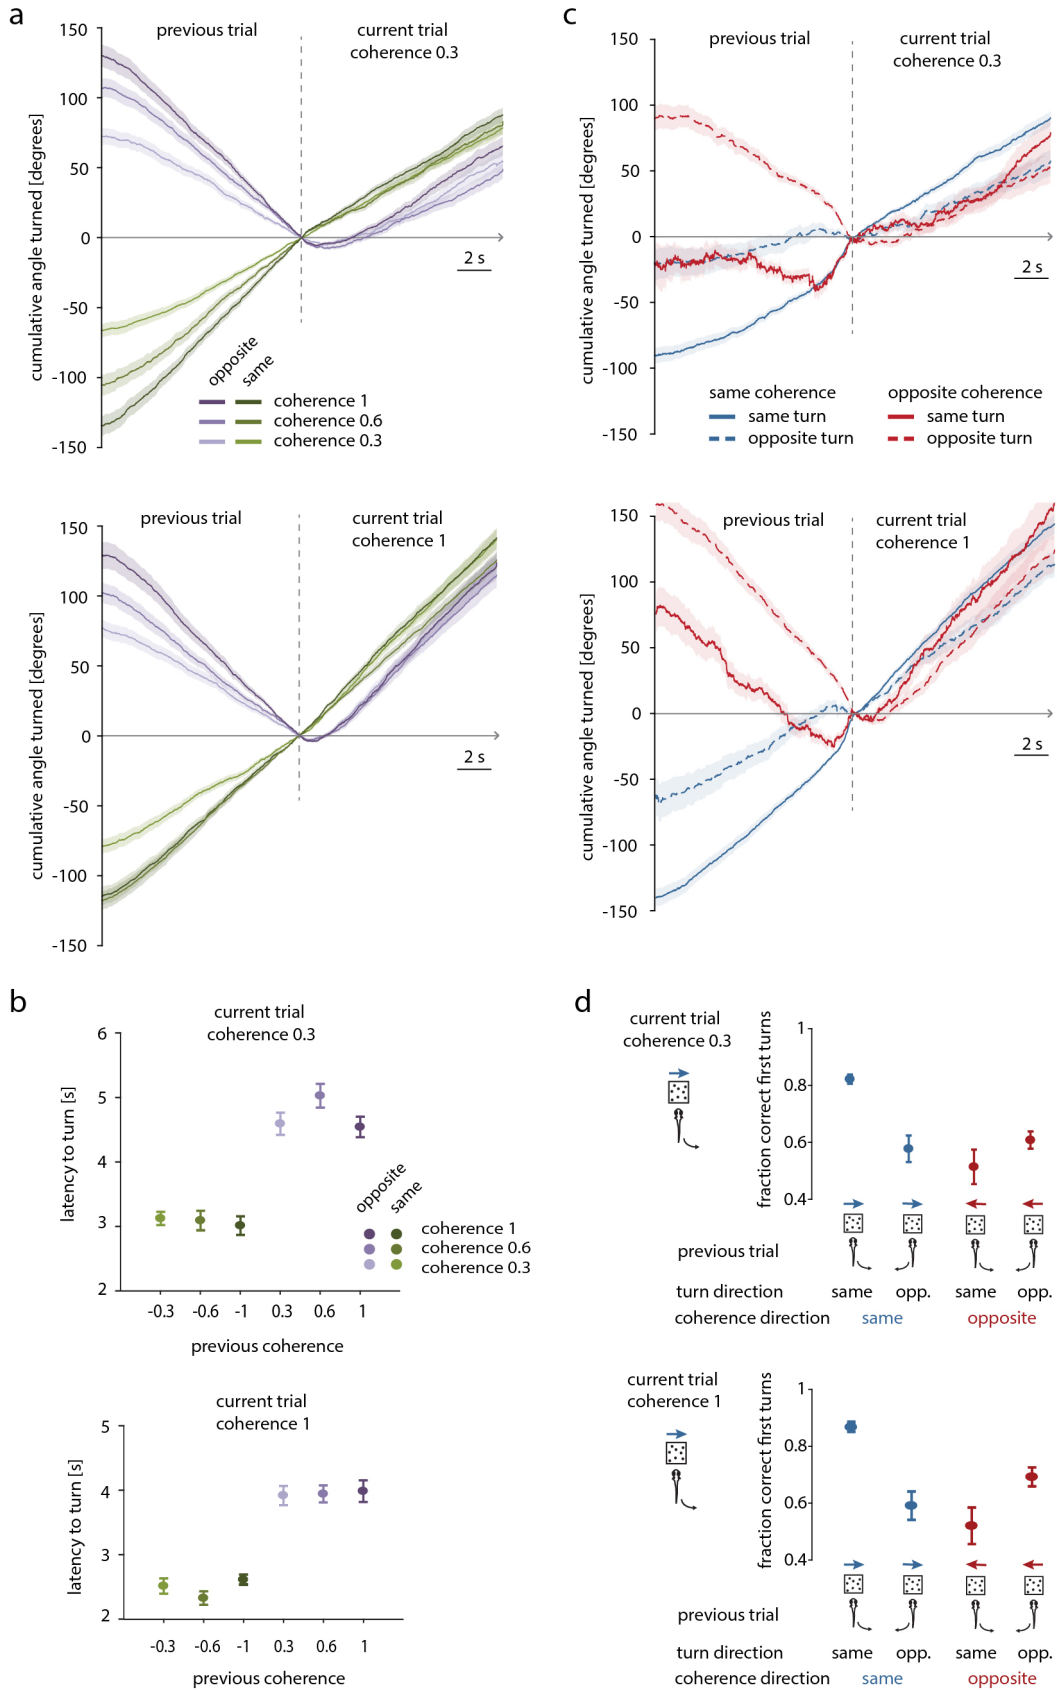 a
previous trial
current trial
coherence 0.3
150
100
50
0
-50
-100
-150
cumulative angle turned [degrees]
2 s
opposite
same
coherence 1
coherence 0.6
coherence 0.3
previous trial
current trial
coherence 1
150
100
50
0
-50
-100
-150
cumulative angle turned [degrees]
2 s
b
current trial
coherence 0.3
6
5
4
3
2
latency to turn [s]
opposite
same
coherence 1
coherence 0.6
coherence 0.3
-0.3 -0.6 -1 0.3 0.6 1
previous coherence
current trial
coherence 1
5
4
3
2
latency to turn [s]
-0.3 -0.6 -1 0.3 0.6 1
previous coherence
c
previous trial
current trial
coherence 0.3
150
100
50
0
-50
-100
-150
cumulative angle turned [degrees]
2 s
same coherence
same turn
opposite turn
opposite coherence
same turn
opposite turn
previous trial
current trial
coherence 1
150
100
50
0
-50
-100
-150
cumulative angle turned [degrees]
2 s
d
current trial
coherence 0.3
1
0.8
0.6
0.4
fraction correct first turns
previous trial
turn direction same opp. same opp.
coherence direction same opposite
current trial
coherence 1
1
0.8
0.6
0.4
fraction correct first turns
previous trial
turn direction same opp. same opp.
coherence direction same opposite